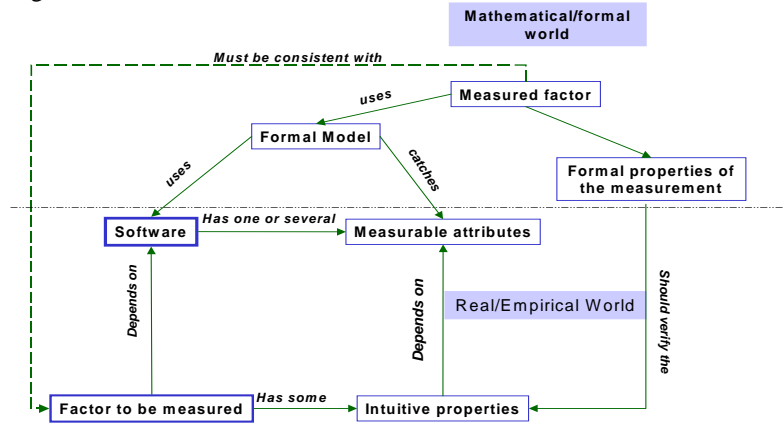 Mathematical/formal
world
Must be consistent with
uses
Measured factor
Formal Model
uses
catches
Formal properties of
the measurement
Software
Has one or several
Measurable attributes
Depends on
Depends on
Real/Empirical World
Should verify the
Factor to be measured
Has some
Intuitive properties